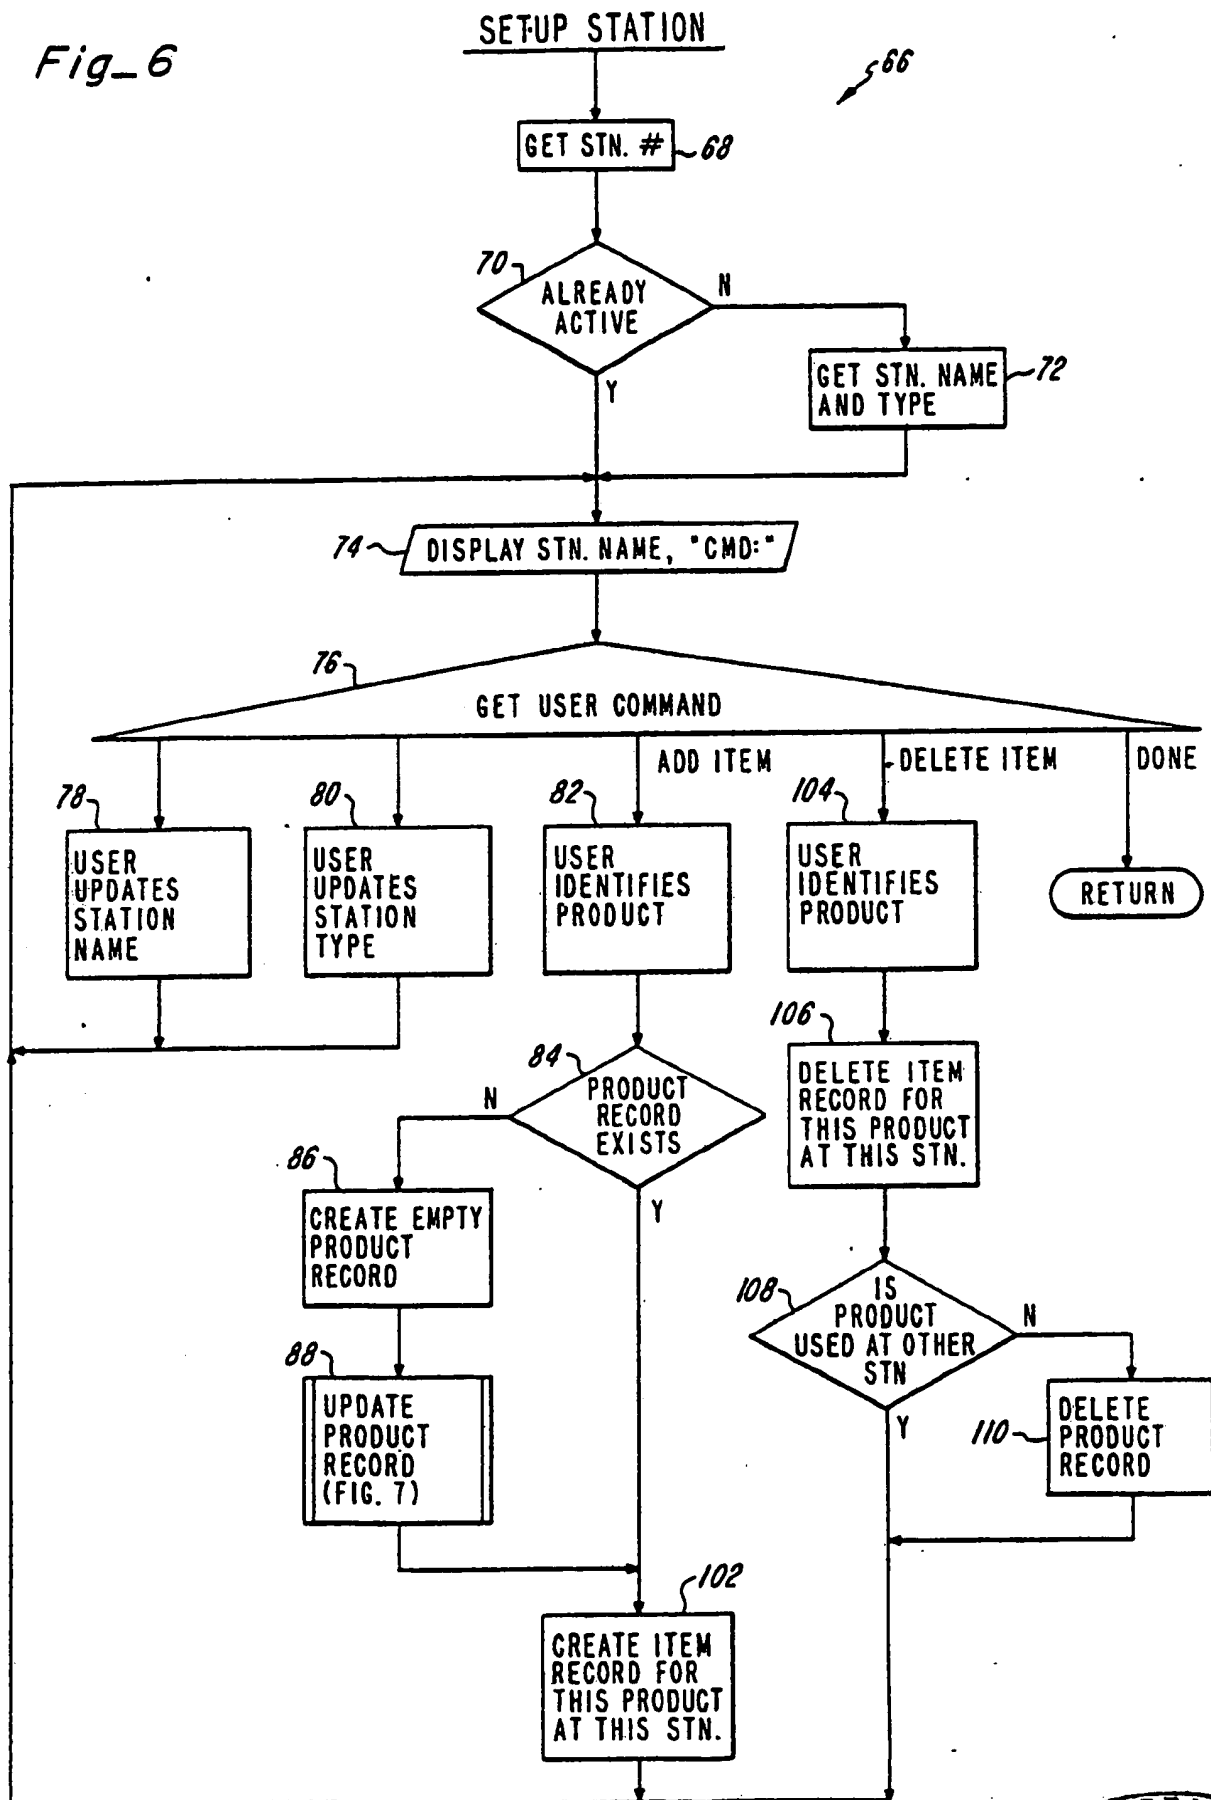 Fig_6
SETUP STATION
66
GET STN. #
68
70
ALREADY
ACTIVE
N
Y
GET STN. NAME
AND TYPE
72
74
DISPLAY STN. NAME, "CMD:"
76
GET USER COMMAND
ADD ITEM
DELETE ITEM
DONE
78
USER
UPDATES
STATION
NAME
80
USER
UPDATES
STATION
TYPE
82
USER
IDENTIFIES
PRODUCT
104
USER
IDENTIFIES
PRODUCT
RETURN
84
PRODUCT
RECORD
EXISTS
N
Y
106
DELETE ITEM
RECORD FOR
THIS PRODUCT
AT THIS STN.
86
CREATE EMPTY
PRODUCT
RECORD
108
IS
PRODUCT
USED AT OTHER
STN
N
Y
88
UPDATE
PRODUCT
RECORD
(FIG. 7)
110
DELETE
PRODUCT
RECORD
102
CREATE ITEM
RECORD FOR
THIS PRODUCT
AT THIS STN.